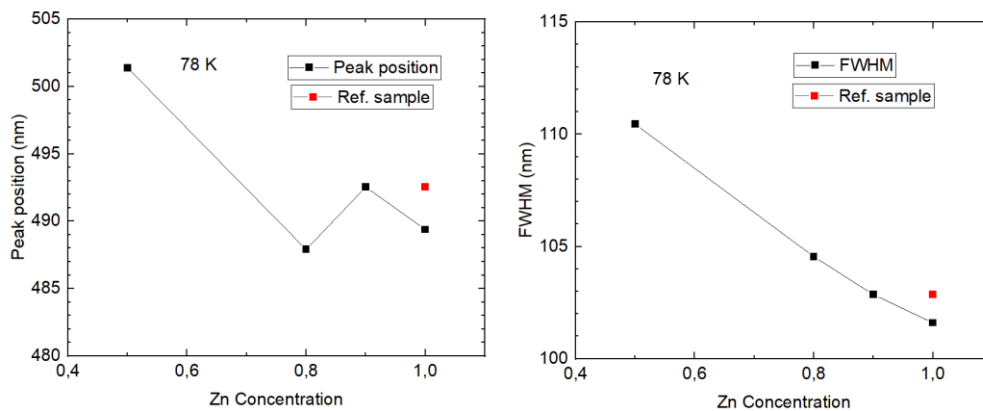 505
500
495
490
485
480
Peak position (nm)
78 K
Peak position
Ref. sample
0,4
0,6
0,8
1,0
Zn Concentration
115
110
105
100
FWHM (nm)
78 K
FWHM
Ref. sample
0,4
0,6
0,8
1,0
Zn Concentration